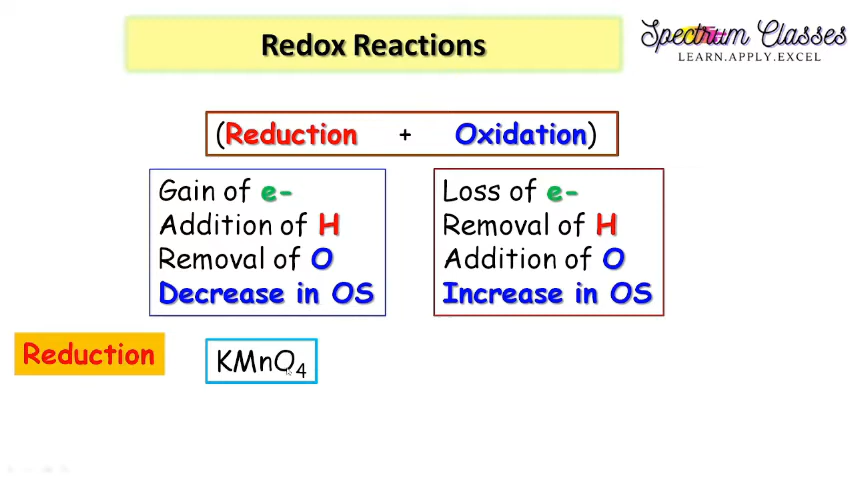 Redox Reactions
Spectrum Classes
LEARN.APPLY.EXCEL
(Reduction + Oxidation)
Gain of e-
Addition of H
Removal of O
Decrease in OS
Loss of e-
Removal of H
Addition of O
Increase in OS
Reduction
KMnO₄